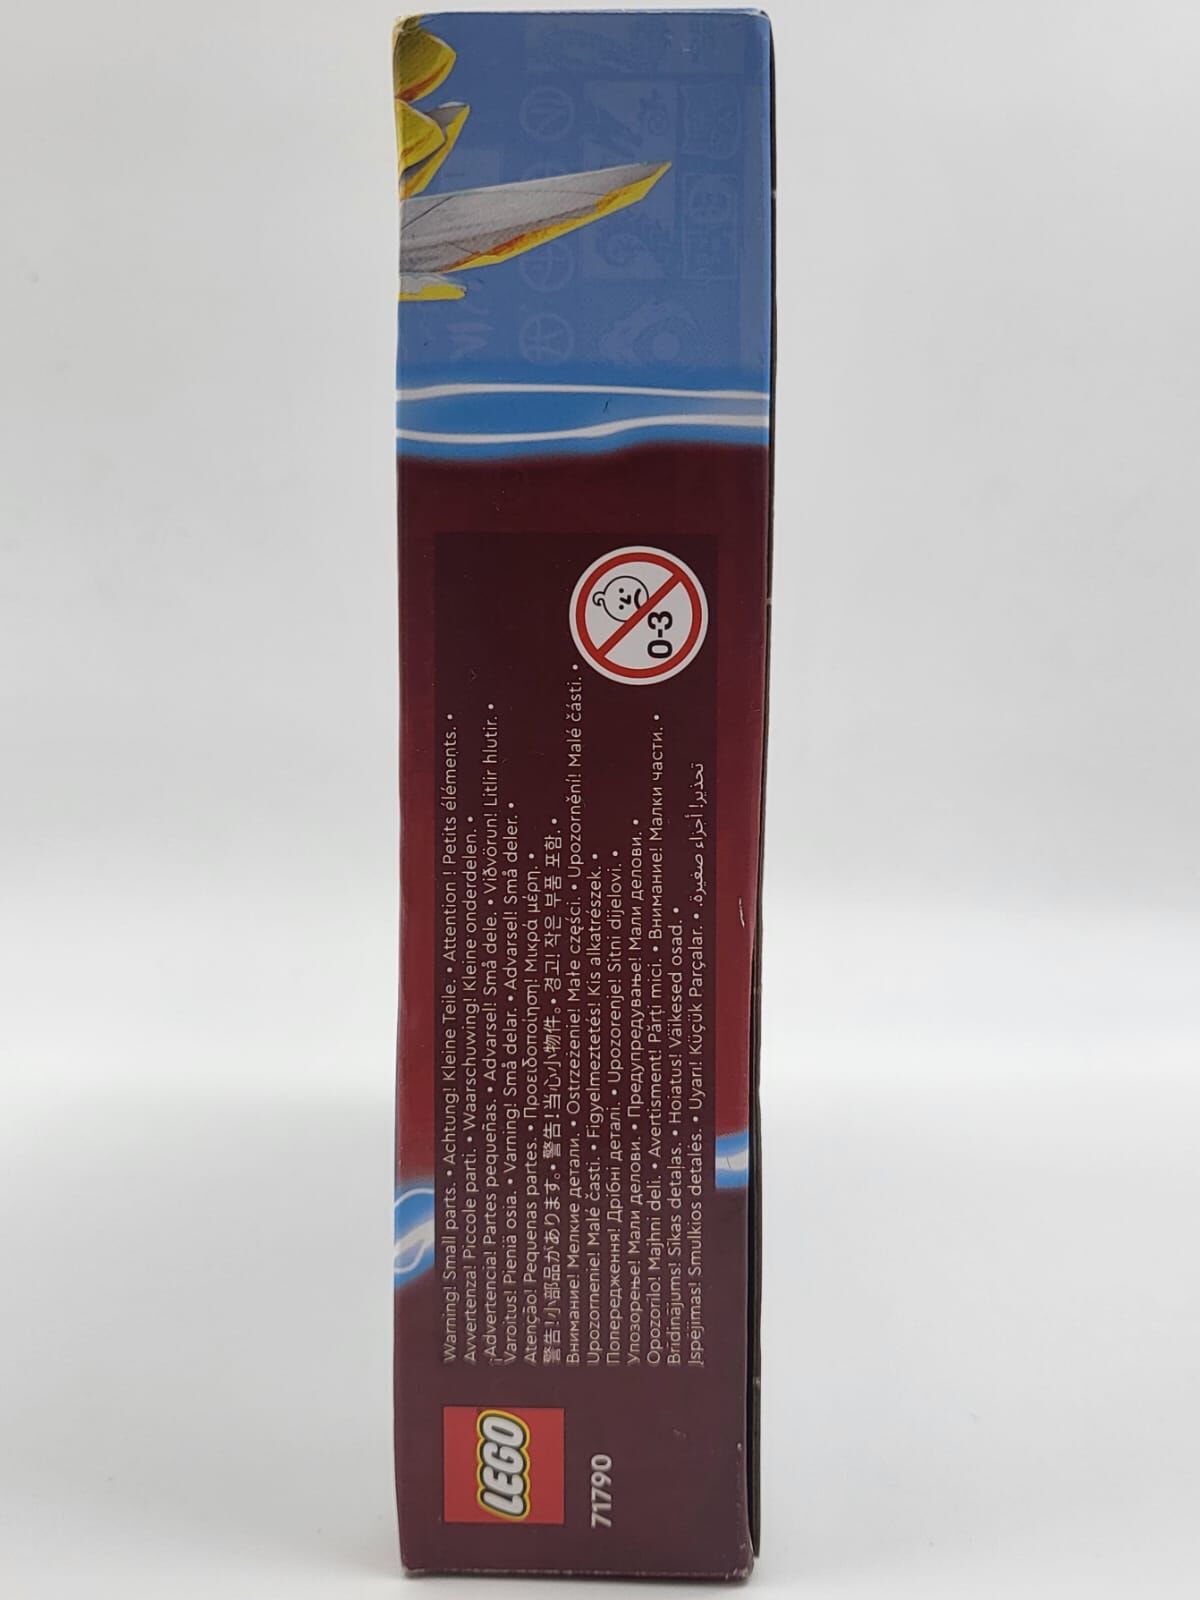 Warning! Small parts. • Achtung! Kleine Teile. • Attention ! Petits éléments. •
Avvertenza! Piccole parti. • Waarschuwing! Kleine onderdelen. •
¡Advertencia! Partes pequeñas. • Advarsel! Små dele. • Viðvörun! Litlir hlutir. •
Varoitus! Pieniä osia. • Varning! Små delar. • Advarsel! Små deler. •
Atenção! Pequenas partes. • Προειδοποίηση! Μικρά μέρη. •
警告!小部品があります。• 警告!当心小物件。• 경고! 작은 부품 포함. •
Внимание! Мелкие детали. • Ostrzeżenie! Małe części. • Upozornění! Malé části. •
Upozornenie! Malé časti. • Figyelmeztetés! Kis alkatrészek. •
Попередження! Дрібні деталі. • Upozorenje! Sitni dijelovi. •
Упозорење! Мали делови. • Предупредување! Мали делови. •
Opozorilo! Majhni deli. • Avertisment! Părți mici. • Внимание! Малки части. •
Brīdinājums! Sīkas detaļas. • Hoiatus! Väikesed osad. •
Įspėjimas! Smulkios detalės. • Uyarı! Küçük Parçalar. • تحذير! أجزاء صغيرة.
0-3
LEGO
71790